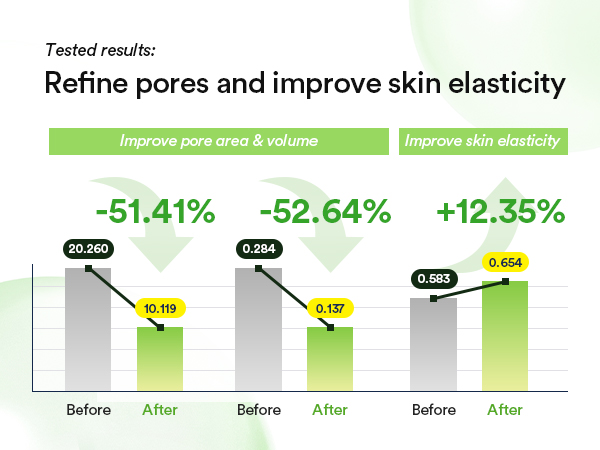 Tested results:
Refine pores and improve skin elasticity
Improve pore area & volume
Improve skin elasticity
-51.41%
-52.64%
+12.35%
20.260
10.119
0.284
0.137
0.583
0.654
Before
After
Before
After
Before
After